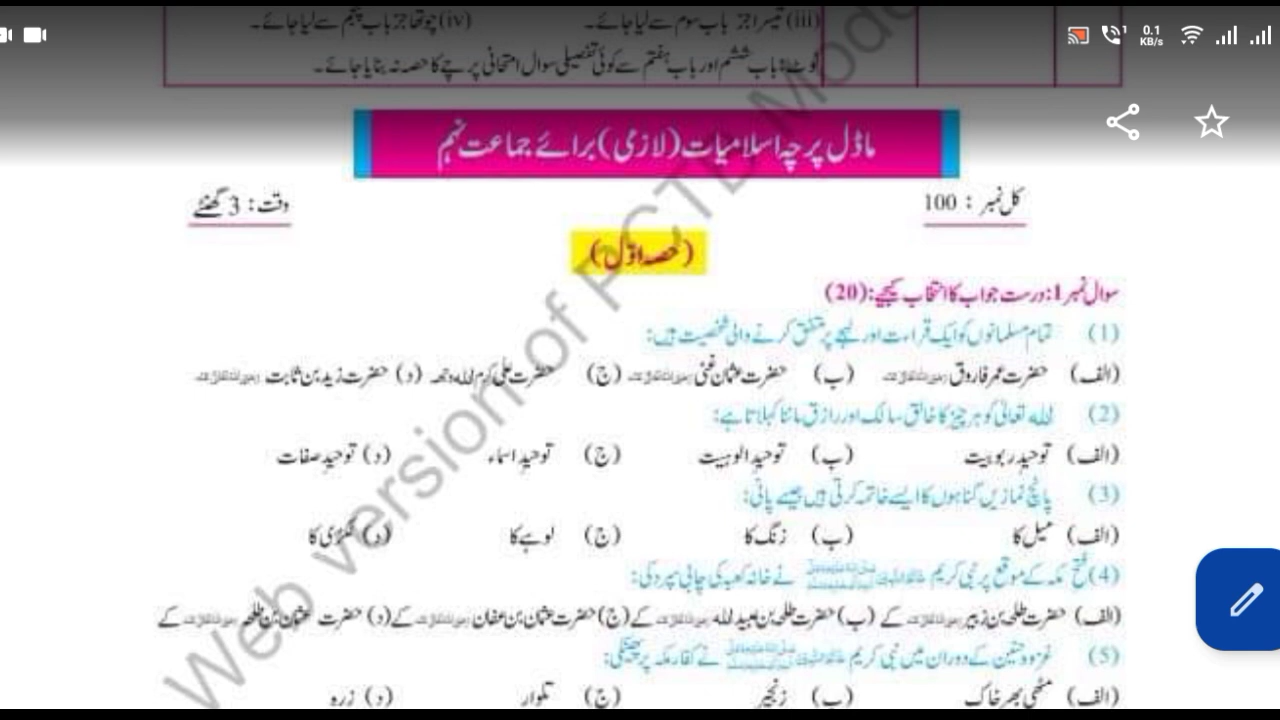 0.1 KB/s
(iii) تیسرا جز باب سوم سے لیا جائے۔ (iv) چوتھا جز باب پنجم سے لیا جائے۔
نوٹ: باب ششم اور باب ہفتم سے کوئی تفصیلی سوال امتحانی پرچے کا حصہ نہ بنایا جائے۔
ماڈل پرچہ اسلامیات (لازمی) برائے جماعت نہم
کل نمبر : 100 وقت: 3 گھنٹے
(حصہ اوّل)
سوال نمبر 1: درست جواب کا انتخاب کیجیے: (20)
(1) تمام مسلمانوں کو ایک قراءت اور لہجے پر متفق کرنے والی شخصیت ہیں:
(الف) حضرت عمر فاروق (ب) حضرت عثمان غنی (ج) حضرت علی کرم اللہ وجہہ (د) حضرت زید بن ثابت
(2) اللہ تعالیٰ کو ہر چیز کا خالق، مالک اور رازق ماننا کہلاتا ہے:
(الف) توحیدِ ربوبیت (ب) توحیدِ الوہیت (ج) توحیدِ اسماء (د) توحیدِ صفات
(3) پانچ نمازیں گناہوں کا ایسے خاتمہ کرتی ہیں جیسے پانی:
(الف) میل کا (ب) زنگ کا (ج) لوہے کا (د) لکڑی کا
(4) فتح مکہ کے موقع پر نبی کریم نے خانہ کعبہ کی چابی سپرد کی:
(الف) حضرت طلحہ بن زبیر کے (ب) حضرت طلحہ بن عبید اللہ کے (ج) حضرت عثمان بن عفان کے (د) حضرت عثمان بن طلحہ کے
(5) غزوہ حنین کے دوران میں نبی کریم نے کفار مکہ پر پھینکی:
(الف) مٹھی بھر خاک (ب) زنجیر (ج) تلوار (د) زرہ
Web version of PCTB Mod